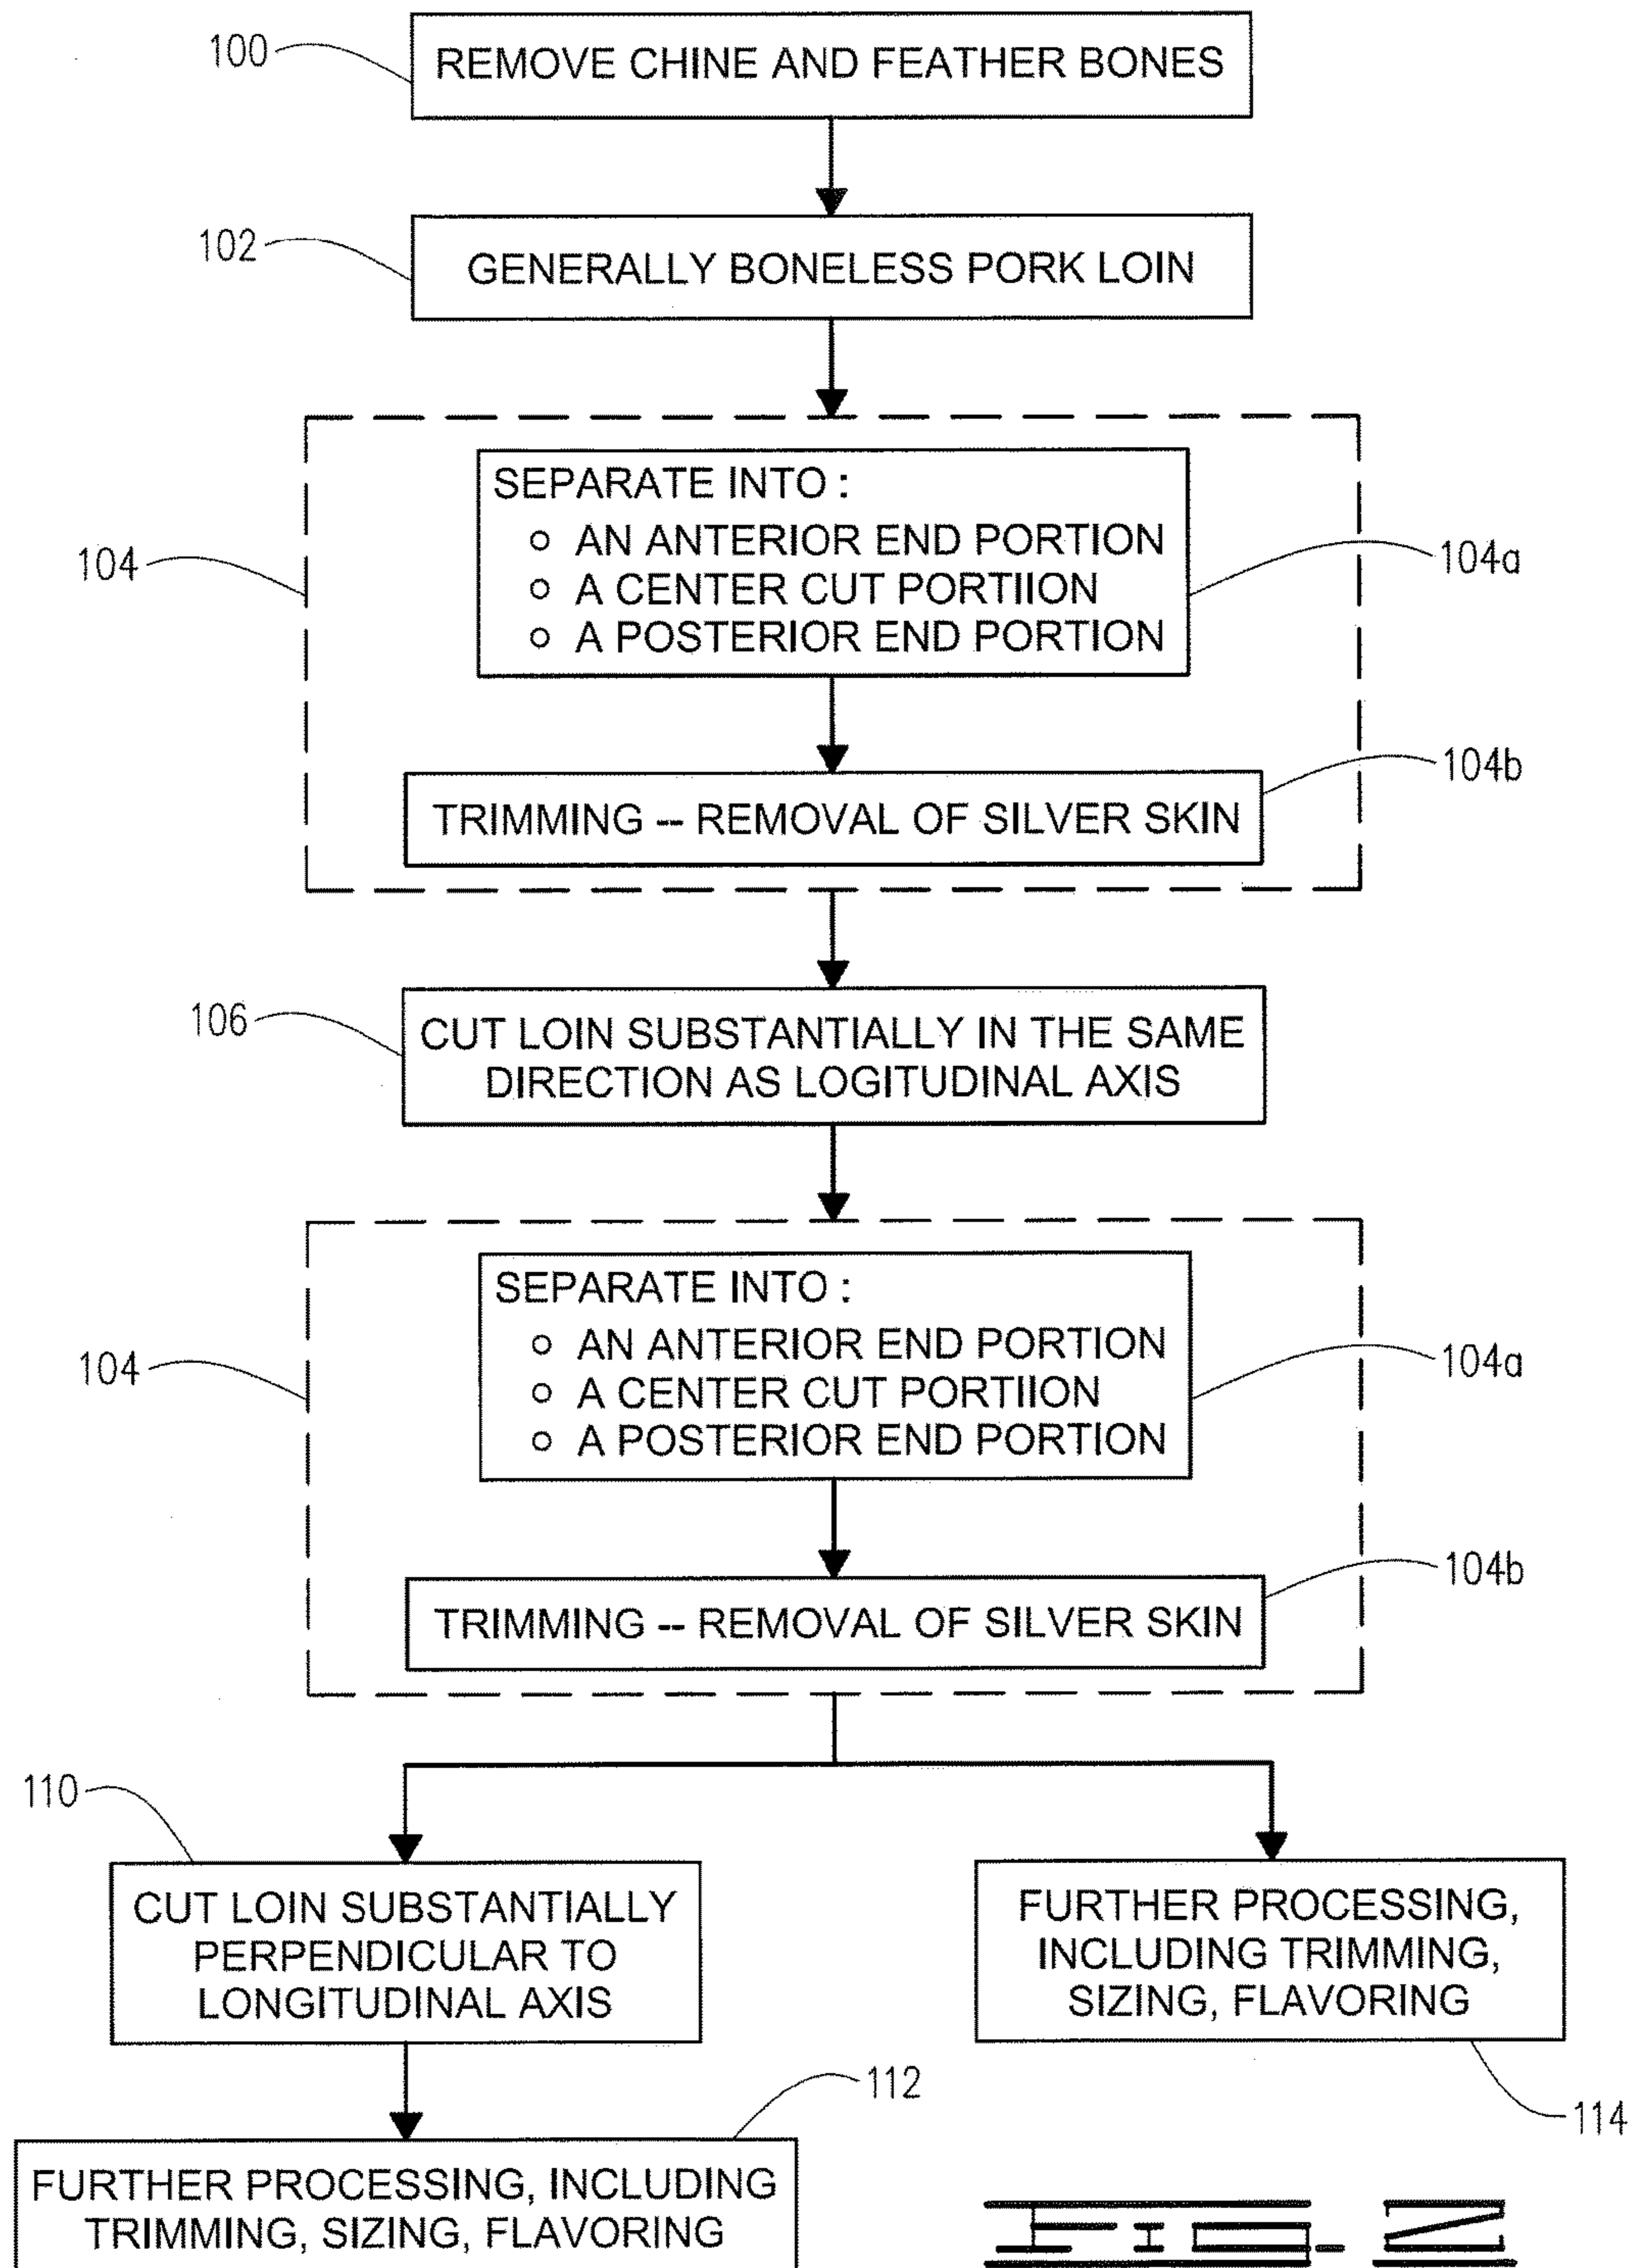 100
REMOVE CHINE AND FEATHER BONES
102
GENERALLY BONELESS PORK LOIN
104
SEPARATE INTO :
○ AN ANTERIOR END PORTION
○ A CENTER CUT PORTIION
○ A POSTERIOR END PORTION
104a
TRIMMING -- REMOVAL OF SILVER SKIN
104b
106
CUT LOIN SUBSTANTIALLY IN THE SAME
DIRECTION AS LOGITUDINAL AXIS
104
SEPARATE INTO :
○ AN ANTERIOR END PORTION
○ A CENTER CUT PORTIION
○ A POSTERIOR END PORTION
104a
TRIMMING -- REMOVAL OF SILVER SKIN
104b
110
CUT LOIN SUBSTANTIALLY
PERPENDICULAR TO
LONGITUDINAL AXIS
FURTHER PROCESSING,
INCLUDING TRIMMING,
SIZING, FLAVORING
114
112
FURTHER PROCESSING, INCLUDING
TRIMMING, SIZING, FLAVORING